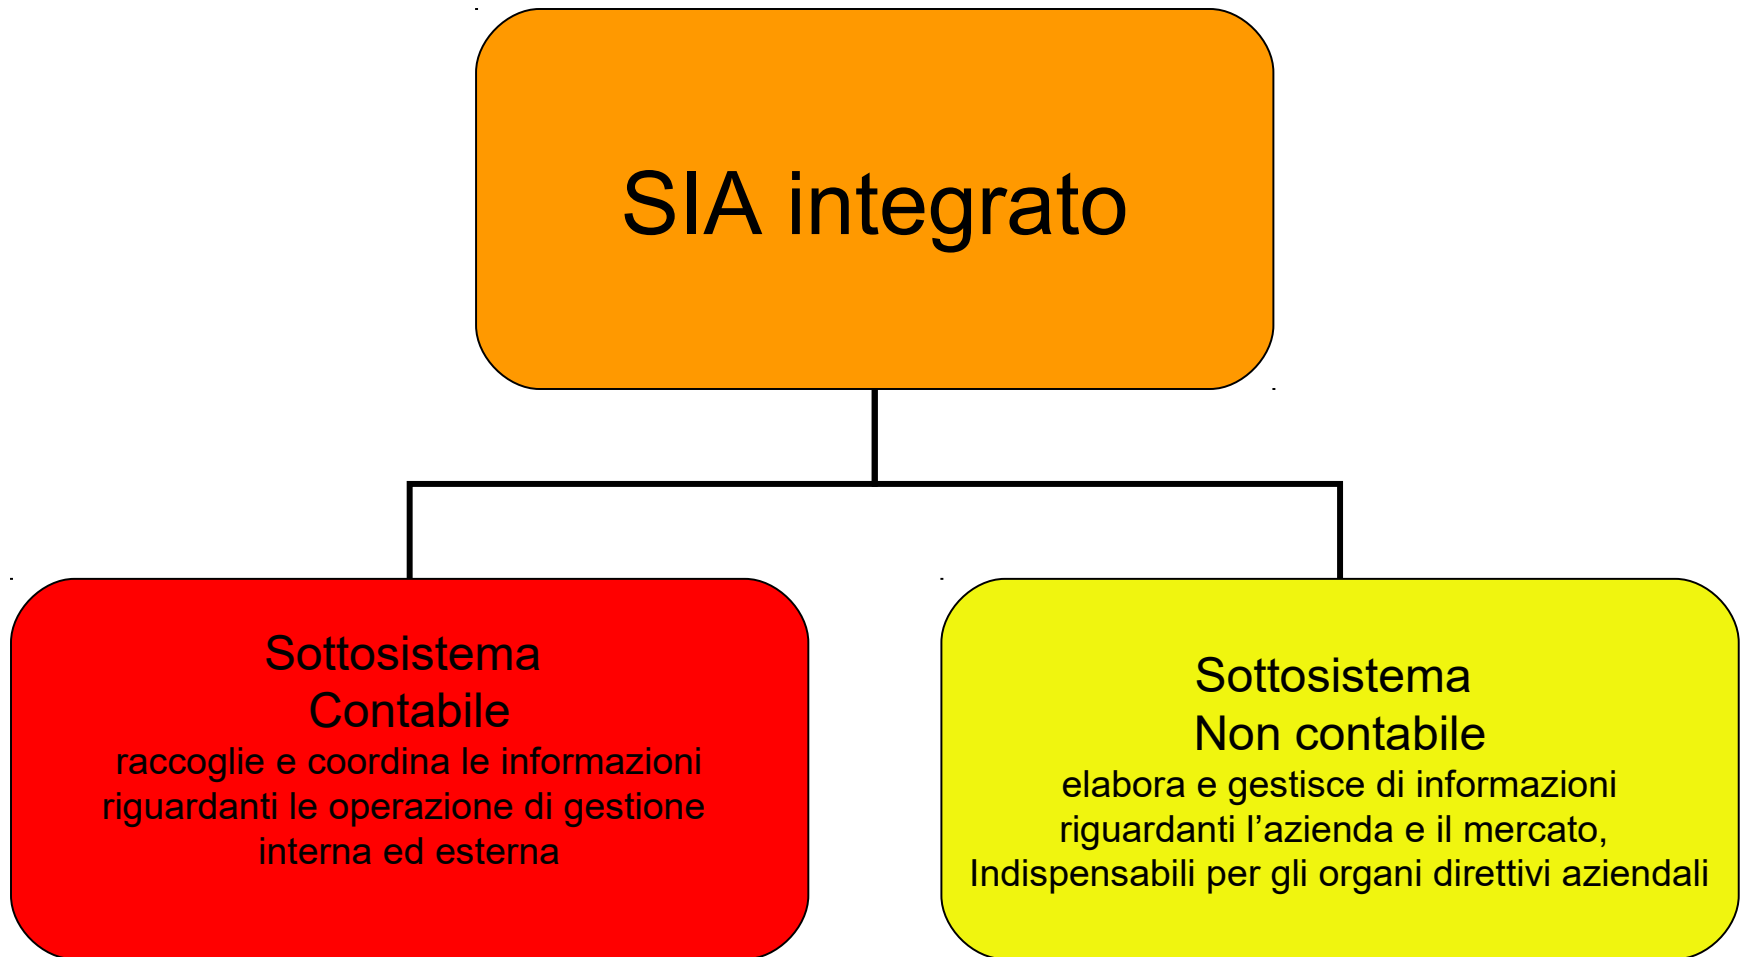 SIA integrato
Sottosistema
Contabile
raccoglie e coordina le informazioni
riguardanti le operazione di gestione
interna ed esterna
Sottosistema
Non contabile
elabora e gestisce di informazioni
riguardanti l’azienda e il mercato,
Indispensabili per gli organi direttivi aziendali